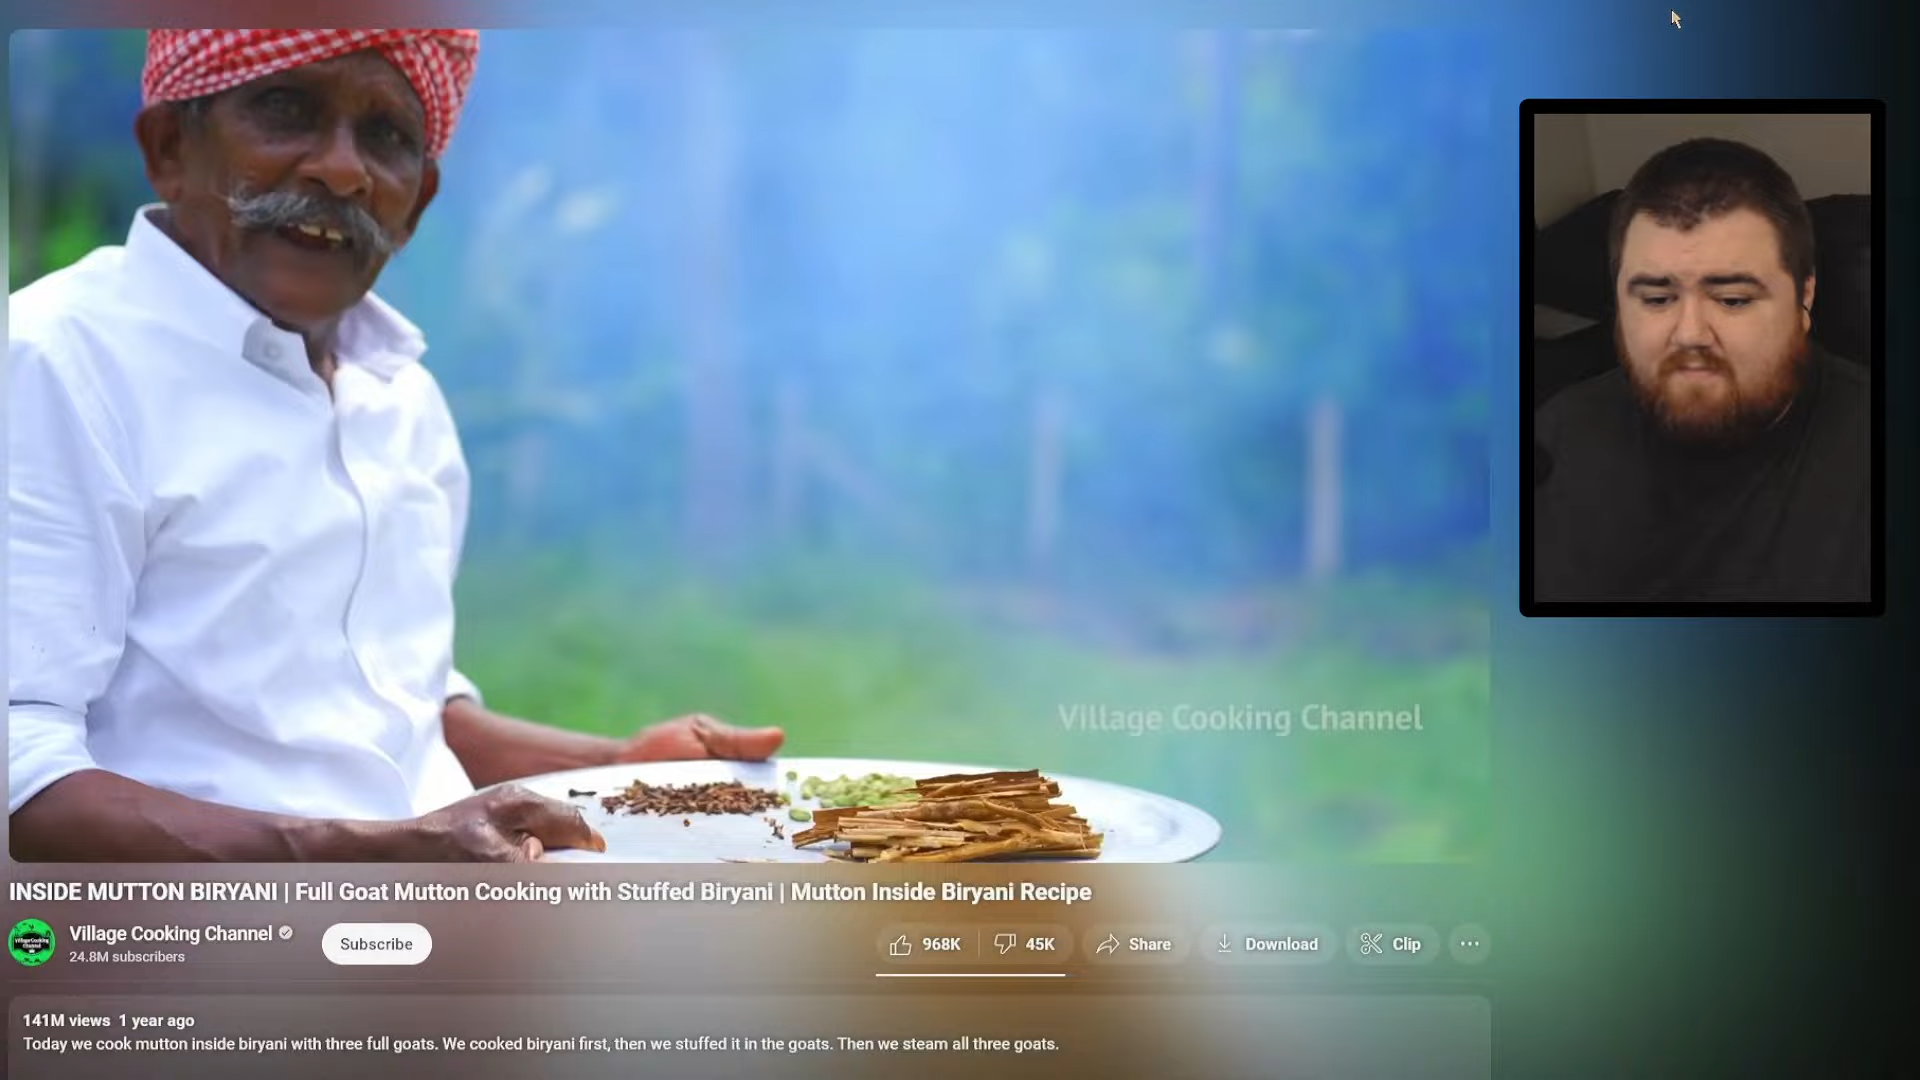 Village Cooking Channel
INSIDE MUTTON BIRYANI | Full Goat Mutton Cooking with Stuffed Biryani | Mutton Inside Biryani Recipe
Village Cooking Channel
24.8M subscribers
Subscribe
968K
45K
Share
Download
Clip
141M views 1 year ago
Today we cook mutton inside biryani with three full goats. We cooked biryani first, then we stuffed it in the goats. Then we steam all three goats.